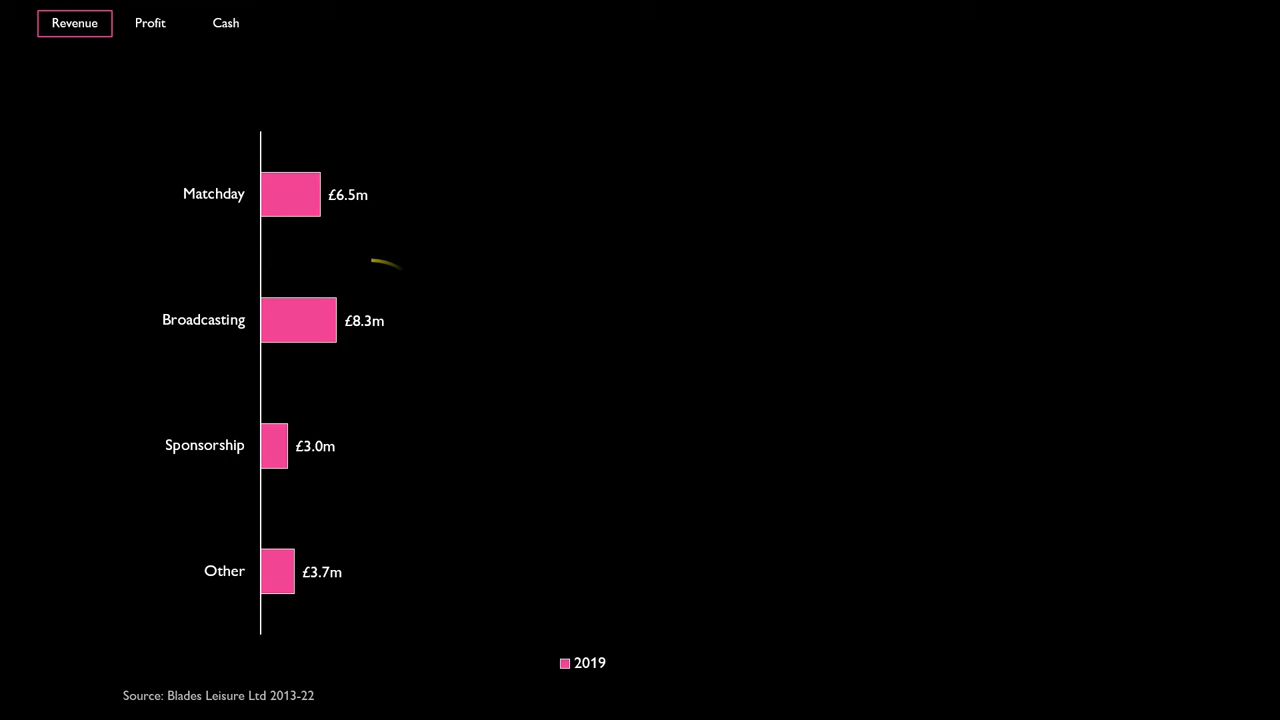 Revenue Profit Cash
Matchday £6.5m
Broadcasting £8.3m
Sponsorship £3.0m
Other £3.7m
2019
Source: Blades Leisure Ltd 2013-22